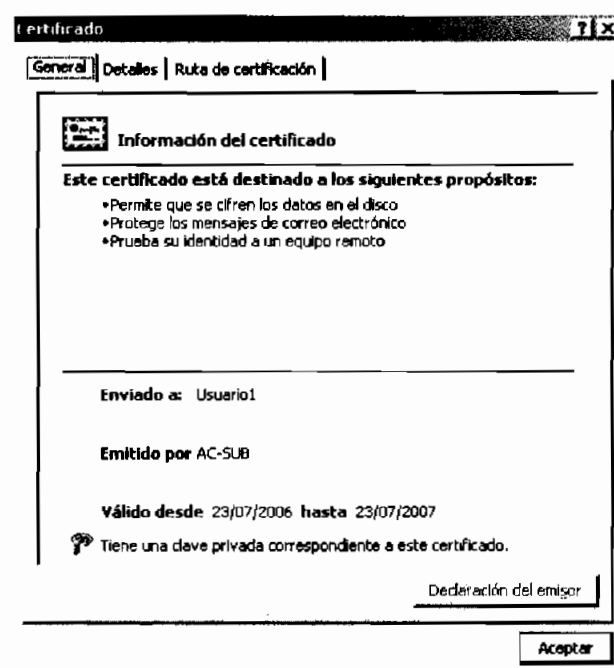 Certificado
General Detalles Ruta de certificación
Información del certificado
Este certificado está destinado a los siguientes propósitos:
•Permite que se cifren los datos en el disco
•Protege los mensajes de correo electrónico
•Prueba su identidad a un equipo remoto
Enviado a: Usuario1
Emitido por AC-SUB
Válido desde 23/07/2006 hasta 23/07/2007
Tiene una clave privada correspondiente a este certificado.
Declaración del emisor
Aceptar